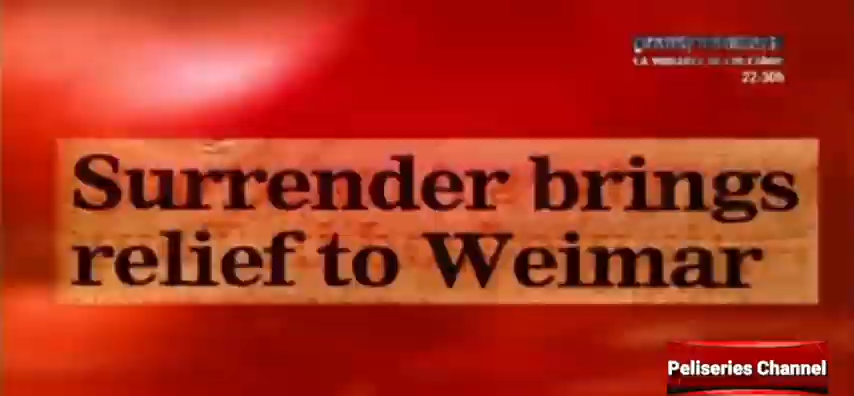 22:30h
Surrender brings
relief to Weimar
Peliseries Channel